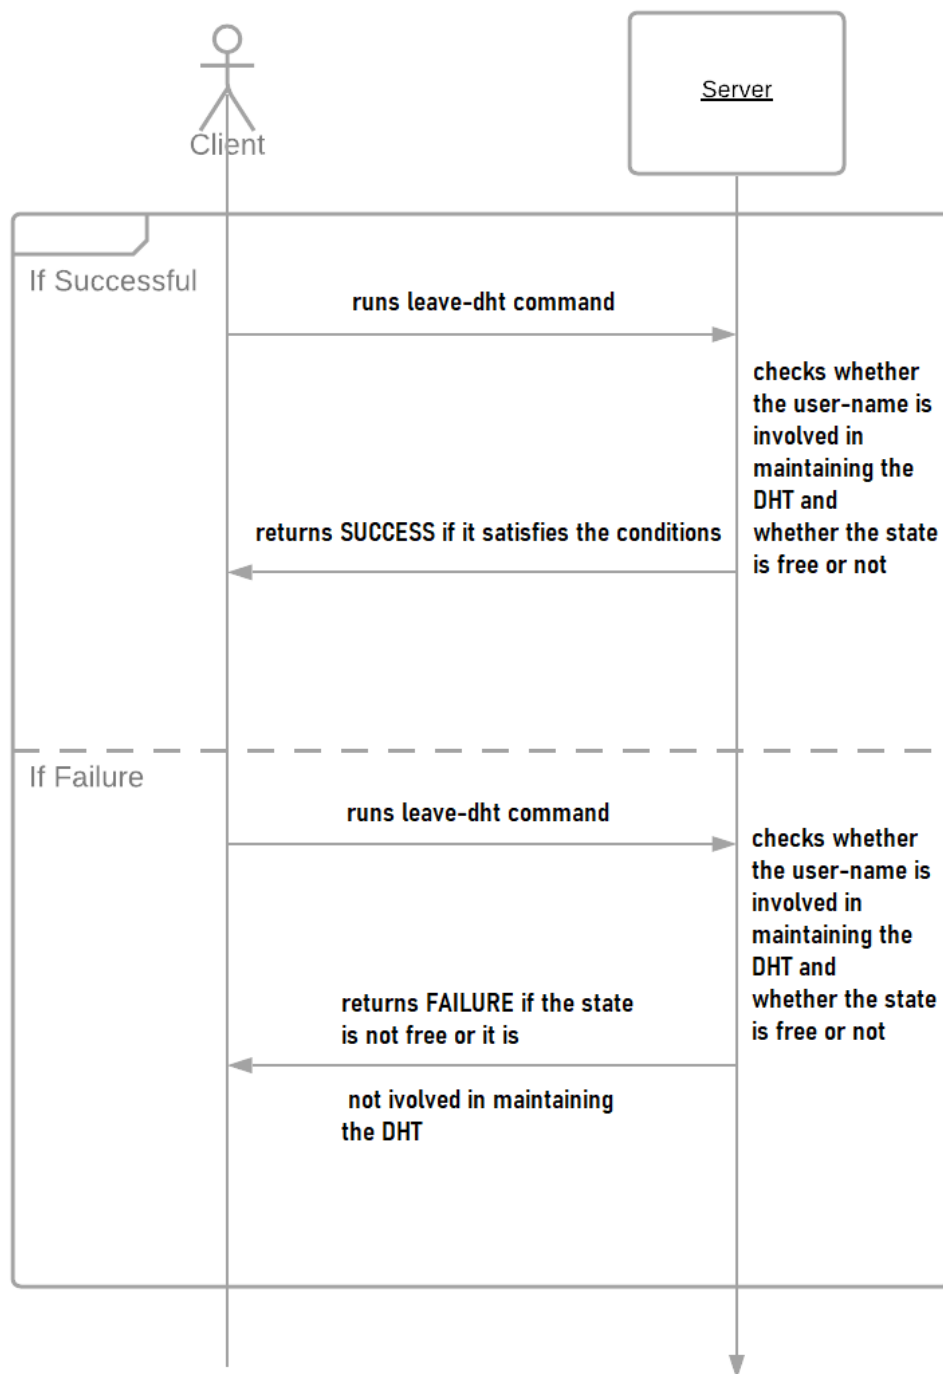 Client
Server
If Successful
runs leave-dht command
checks whether
the user-name is
involved in
maintaining the
DHT and
whether the state
is free or not
returns SUCCESS if it satisfies the conditions
If Failure
runs leave-dht command
checks whether
the user-name is
involved in
maintaining the
DHT and
whether the state
is free or not
returns FAILURE if the state
is not free or it is
not ivolved in maintaining
the DHT